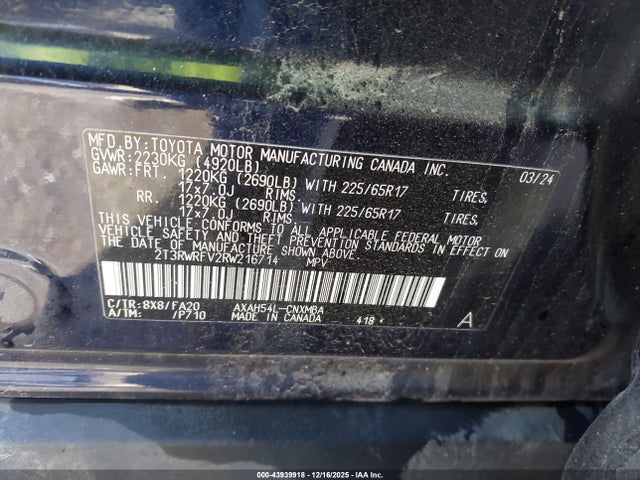 MFD.BY:TOYOTA MOTOR MANUFACTURING CANADA INC. 03/24
GVWR:2230KG (4920LB)
GAWR:FRT. 1220KG (2690LB) WITH 225/65R17 TIRES,
17x7.0J RIMS,
RR. 1220KG (2690LB) WITH 225/65R17 TIRES,
17x7.0J RIMS
THIS VEHICLE CONFORMS TO ALL APPLICABLE FEDERAL MOTOR
VEHICLE SAFETY AND THEFT PREVENTION STANDARDS IN EFFECT
ON THE DATE OF MANUFACTURE SHOWN ABOVE.
2T3RWRFV2RW216714 MPV
C/TR:8X8/FA20 AXAH54L-CNXMBA
A/TM: /P710 MADE IN CANADA 418 A
000-43939918 - 12/16/2025 - IAA Inc.